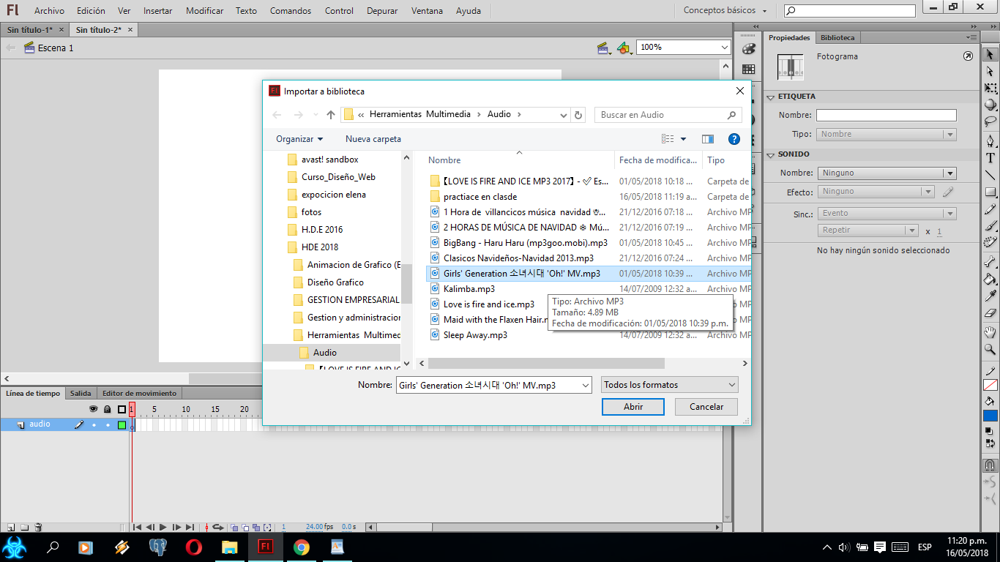 Fl Archivo Edición Ver Insertar Modificar Texto Comandos Control Depurar Ventana Ayuda Conceptos básicos
Sin título-1* Sin título-2*
Escena 1 100%
Importar a biblioteca
« Herramientas Multimedia Audio Buscar en Audio
Organizar Nueva carpeta
avast! sandbox
Curso_Diseño_Web
expocicion elena
fotos
H.D.E 2016
HDE 2018
Animacion de Grafico (E
Diseño Grafico
GESTION EMPRESARIAL
Gestion y administracion
Herramientas Multimed
Audio
Nombre Fecha de modifica... Tipo
【LOVE IS FIRE AND ICE MP3 2017】 - ✅ Es... 01/05/2018 10:18 ... Carpeta de
practiace en clasde 16/05/2018 11:19 a... Carpeta de
1 Hora de villancicos música navidad ☃... 21/12/2016 07:18 ... Archivo MP
2 HORAS DE MÚSICA DE NAVIDAD ❄ Mú... 21/12/2016 07:19 ... Archivo MP
BigBang - Haru Haru (mp3goo.mobi).mp3 01/05/2018 10:45 ... Archivo MP
Clasicos Navideños-Navidad 2013.mp3 21/12/2016 07:24 ... Archivo MP
Girls' Generation 소녀시대 'Oh!' MV.mp3 01/05/2018 10:39 ... Archivo MP
Kalimba.mp3 14/07/2009 12:32 a... Archivo MP
Love is fire and ice.mp3
Maid with the Flaxen Hair.m
Sleep Away.mp3 14/07/2009 12:32 a... Archivo MP
Tipo: Archivo MP3
Tamaño: 4.89 MB
Fecha de modificación: 01/05/2018 10:39 p.m.
Nombre: Girls' Generation 소녀시대 'Oh!' MV.mp3 Todos los formatos
Abrir Cancelar
Propiedades Biblioteca
Fotograma
ETIQUETA
Nombre:
Tipo: Nombre
SONIDO
Nombre: Ninguno
Efecto: Ninguno
Sinc.: Evento
Repetir x 1
No hay ningún sonido seleccionado
Línea de tiempo Salida Editor de movimiento
1 5 10 15 20
audio
1 24.00 fps 0.0 s
Fl ESP 11:20 p.m.
16/05/2018